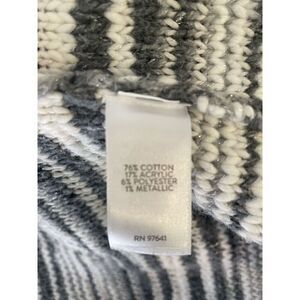 76% COTTON
17% ACRYLIC
6% POLYESTER
1% METALLIC
RN 97641